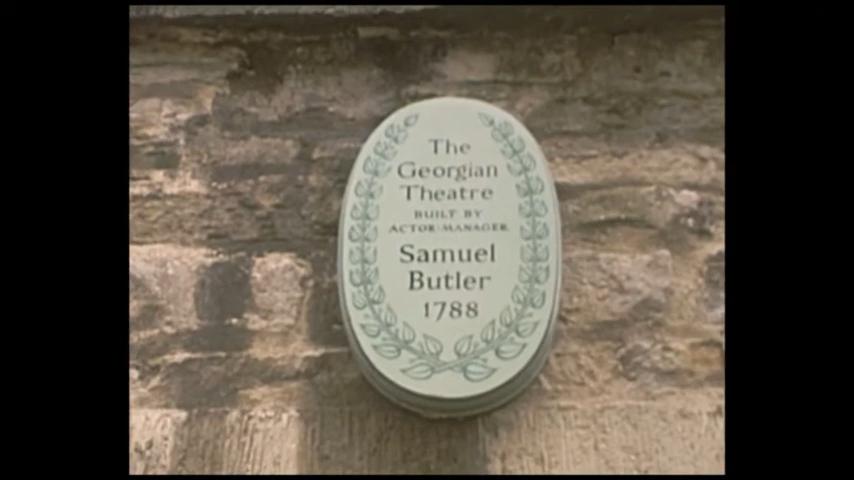 The
Georgian
Theatre
BUILT BY
ACTOR-MANAGER
Samuel
Butler
1788